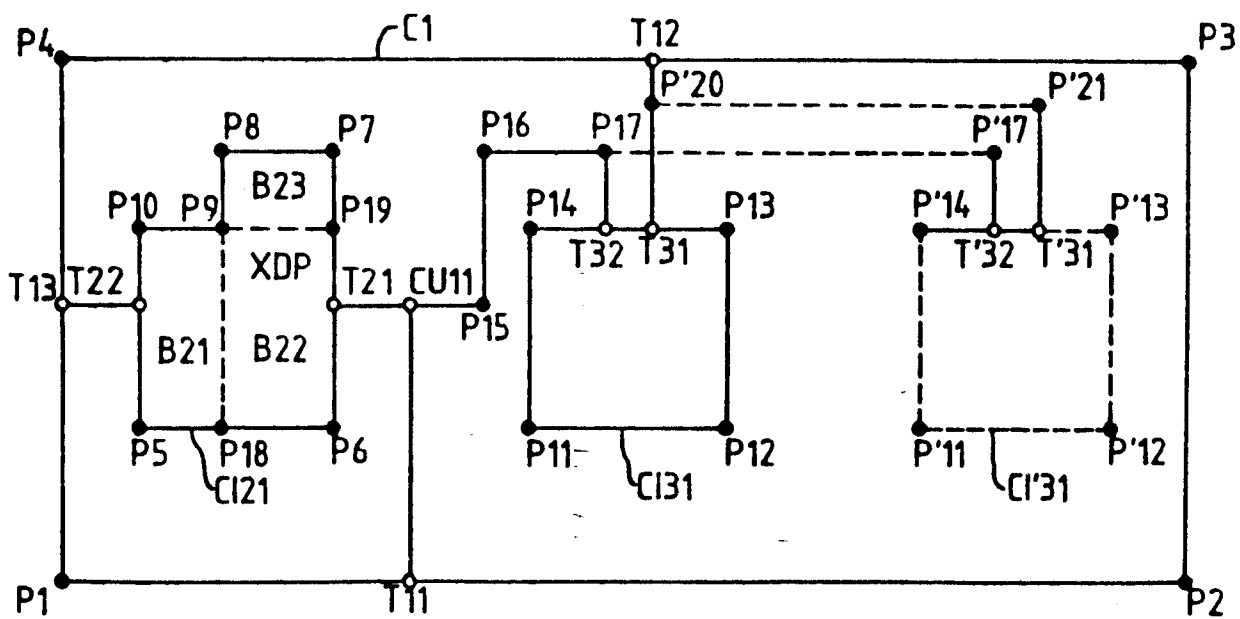 P4 C1 T12 P3
P'20 P'21
P8 P7 P16 P17 P'17
B23
P10 P9 P19 P14 P13 P'14 P'13
T32 T31 T'32 T'31
XDP
T13 T22 T21 CU11
P15
B21 B22
P5 P18 P6 P11 P12 P'11 P'12
CI21 CI31 CI'31
P1 T11 P2